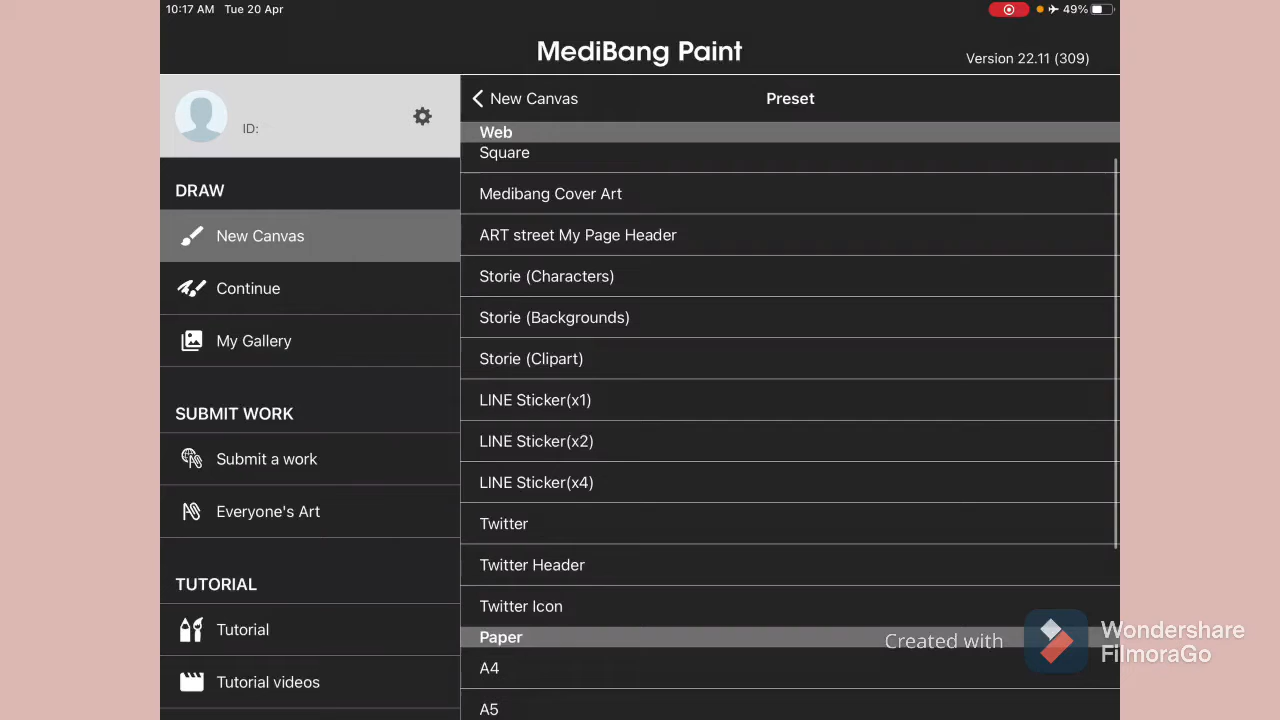 10:17 AM Tue 20 Apr
49%
MediBang Paint
Version 22.11 (309)
ID:
DRAW
New Canvas
Continue
My Gallery
SUBMIT WORK
Submit a work
Everyone's Art
TUTORIAL
Tutorial
Tutorial videos
New Canvas
Preset
Web
Square
Medibang Cover Art
ART street My Page Header
Storie (Characters)
Storie (Backgrounds)
Storie (Clipart)
LINE Sticker(x1)
LINE Sticker(x2)
LINE Sticker(x4)
Twitter
Twitter Header
Twitter Icon
Paper
A4
A5
Created with
Wondershare
FilmoraGo